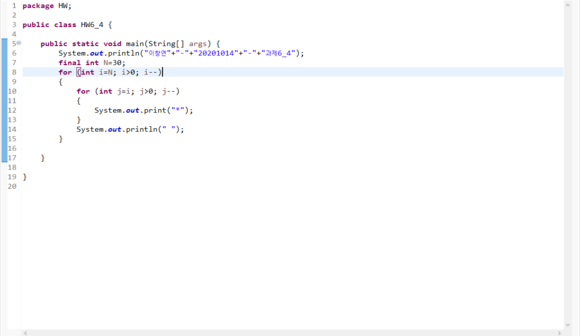 1 package HW;
2
3 public class HW6_4 {
4
5 public static void main(String[] args) {
6 System.out.println("이창연"+"-"+"20201014"+"-"+"과제6_4");
7 final int N=30;
8 for (int i=N; i>0; i--)
9 {
10 for (int j=i; j>0; j--)
11 {
12 System.out.print("*");
13 }
14 System.out.println(" ");
15 }
16
17 }
18
19 }
20